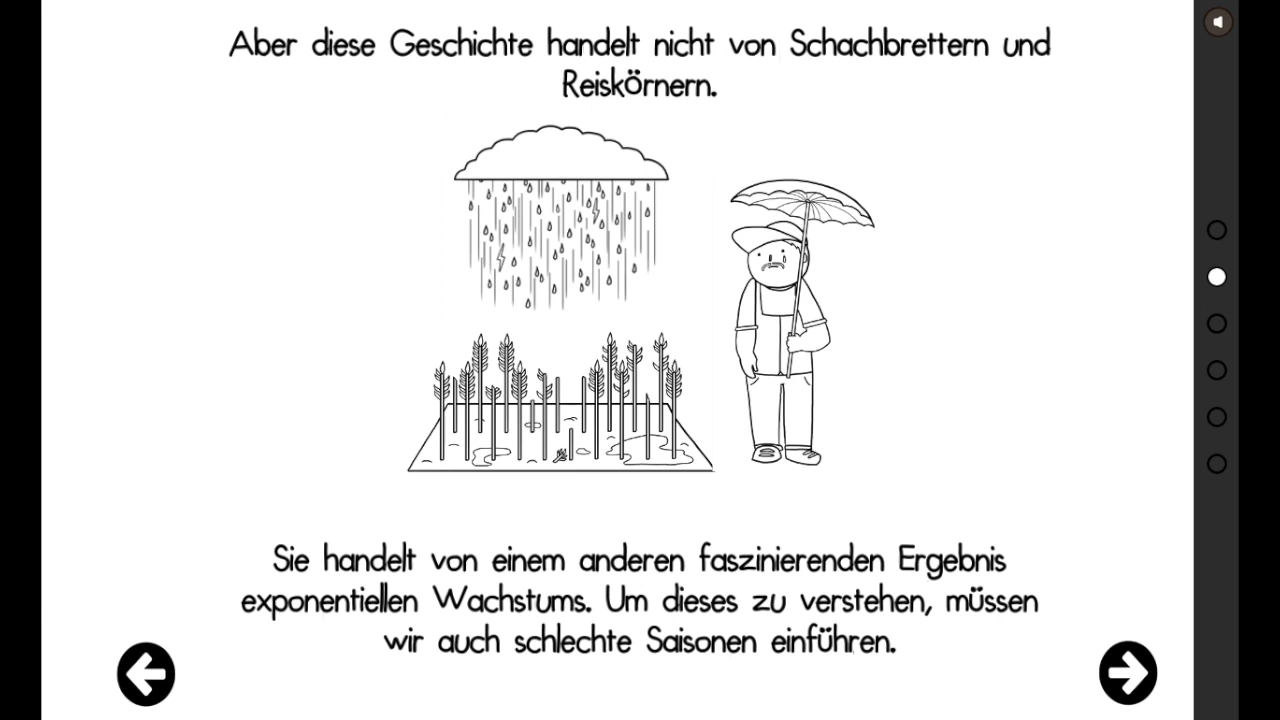 Aber diese Geschichte handelt nicht von Schachbrettern und
Reiskörnern.
Sie handelt von einem anderen faszinierenden Ergebnis
exponentiellen Wachstums. Um dieses zu verstehen, müssen
wir auch schlechte Saisonen einführen.